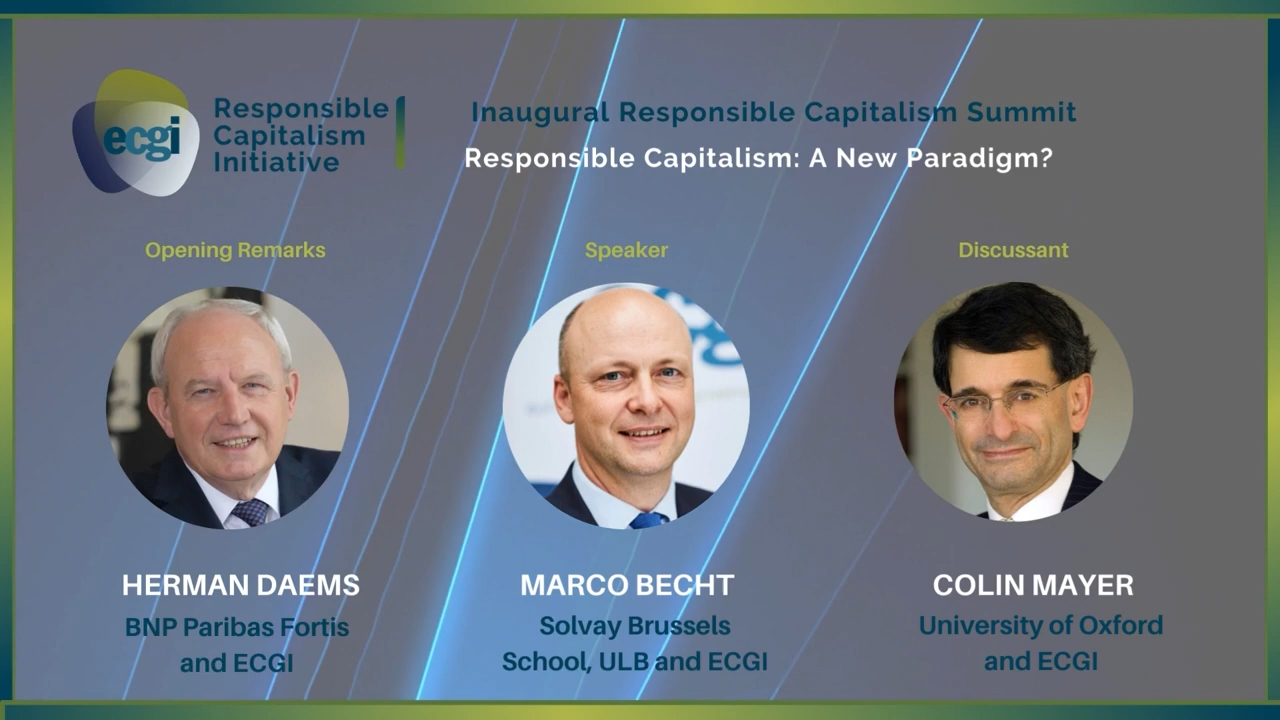 ecgi
Responsible
Capitalism
Initiative
Inaugural Responsible Capitalism Summit
Responsible Capitalism: A New Paradigm?
Opening Remarks
Speaker
Discussant
HERMAN DAEMS
BNP Paribas Fortis
and ECGI
MARCO BECHT
Solvay Brussels
School, ULB and ECGI
COLIN MAYER
University of Oxford
and ECGI